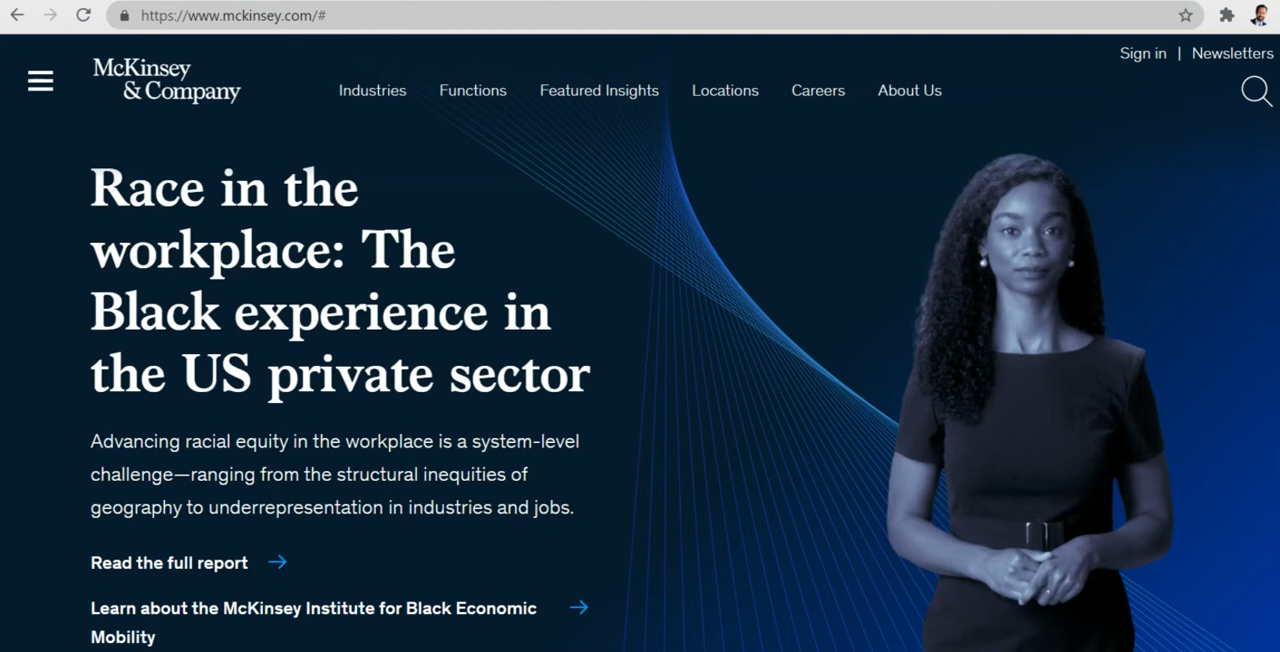 https://www.mckinsey.com/#
Sign in | Newsletters
McKinsey
& Company
Industries Functions Featured Insights Locations Careers About Us
Race in the
workplace: The
Black experience in
the US private sector
Advancing racial equity in the workplace is a system-level
challenge—ranging from the structural inequities of
geography to underrepresentation in industries and jobs.
Read the full report →
Learn about the McKinsey Institute for Black Economic →
Mobility